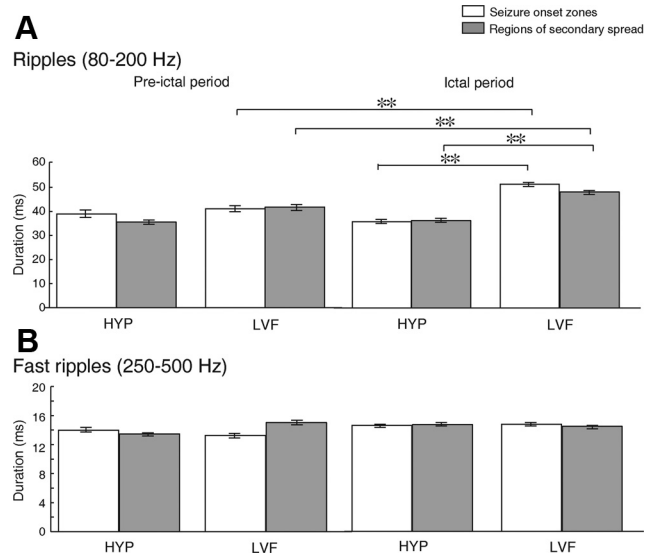 Seizure onset zones
Regions of secondary spread
A
Ripples (80-200 Hz)
Pre-ictal period
Ictal period
**
**
**
**
60
50
40
30
20
10
0
Duration (ms)
HYP
LVF
HYP
LVF
B
Fast ripples (250-500 Hz)
20
16
12
8
4
0
Duration (ms)
HYP
LVF
HYP
LVF